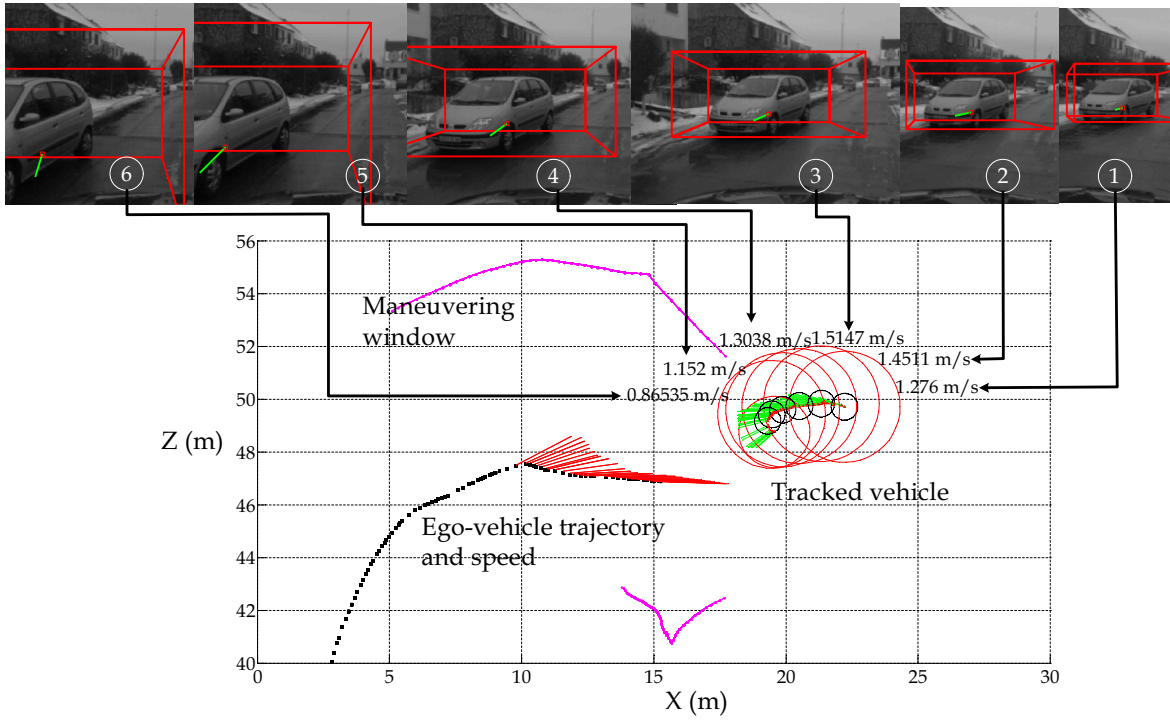 6
5
4
3
2
1
56
54
52
50
48
46
44
42
40
Z (m)
Maneuvering
window
1.3038 m/s
1.5147 m/s
1.152 m/s
1.4511 m/s
0.86535m/s
1.276 m/s
Tracked vehicle
Ego-vehicle trajectory
and speed
0
5
10
15
20
25
30
X (m)